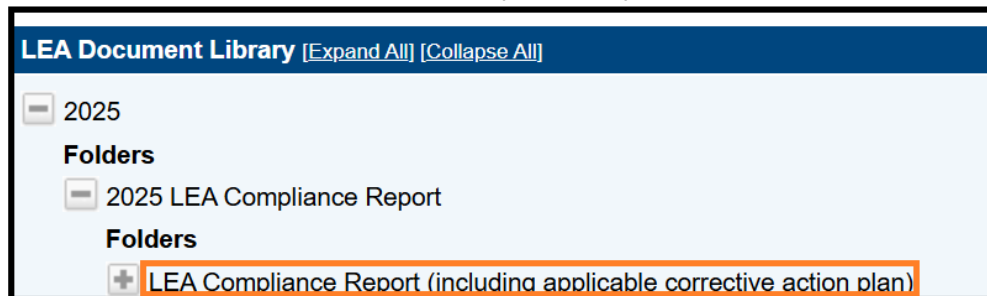 LEA Document Library [Expand All] [Collapse All]
2025
Folders
2025 LEA Compliance Report
Folders
LEA Compliance Report (including applicable corrective action plan)